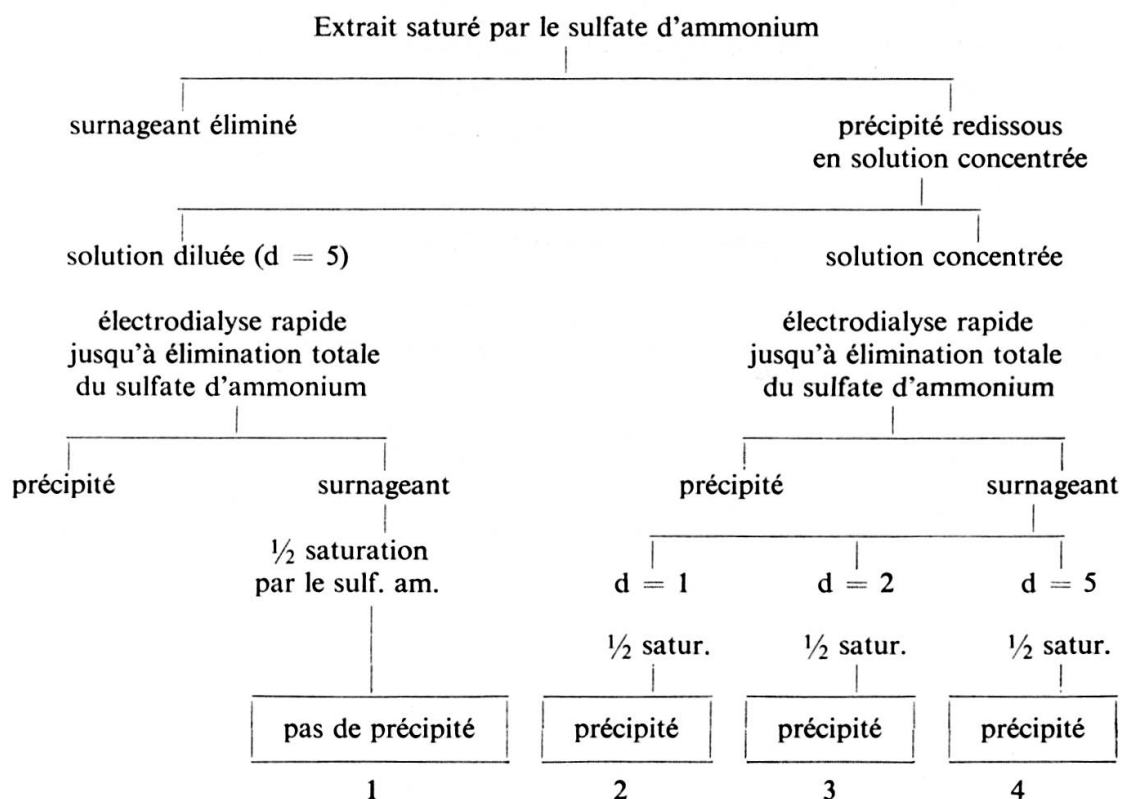 Extrait saturé par le sulfate d'ammonium
surnageant éliminé
précipité redissous
en solution concentrée
solution diluée (d = 5)
solution concentrée
électrodialyse rapide
jusqu'à élimination totale
du sulfate d'ammonium
électrodialyse rapide
jusqu'à élimination totale
du sulfate d'ammonium
précipité
surnageant
précipité
surnageant
½ saturation
par le sulf. am.
d = 1
d = 2
d = 5
½ satur.
½ satur.
½ satur.
pas de précipité
précipité
précipité
précipité
1
2
3
4